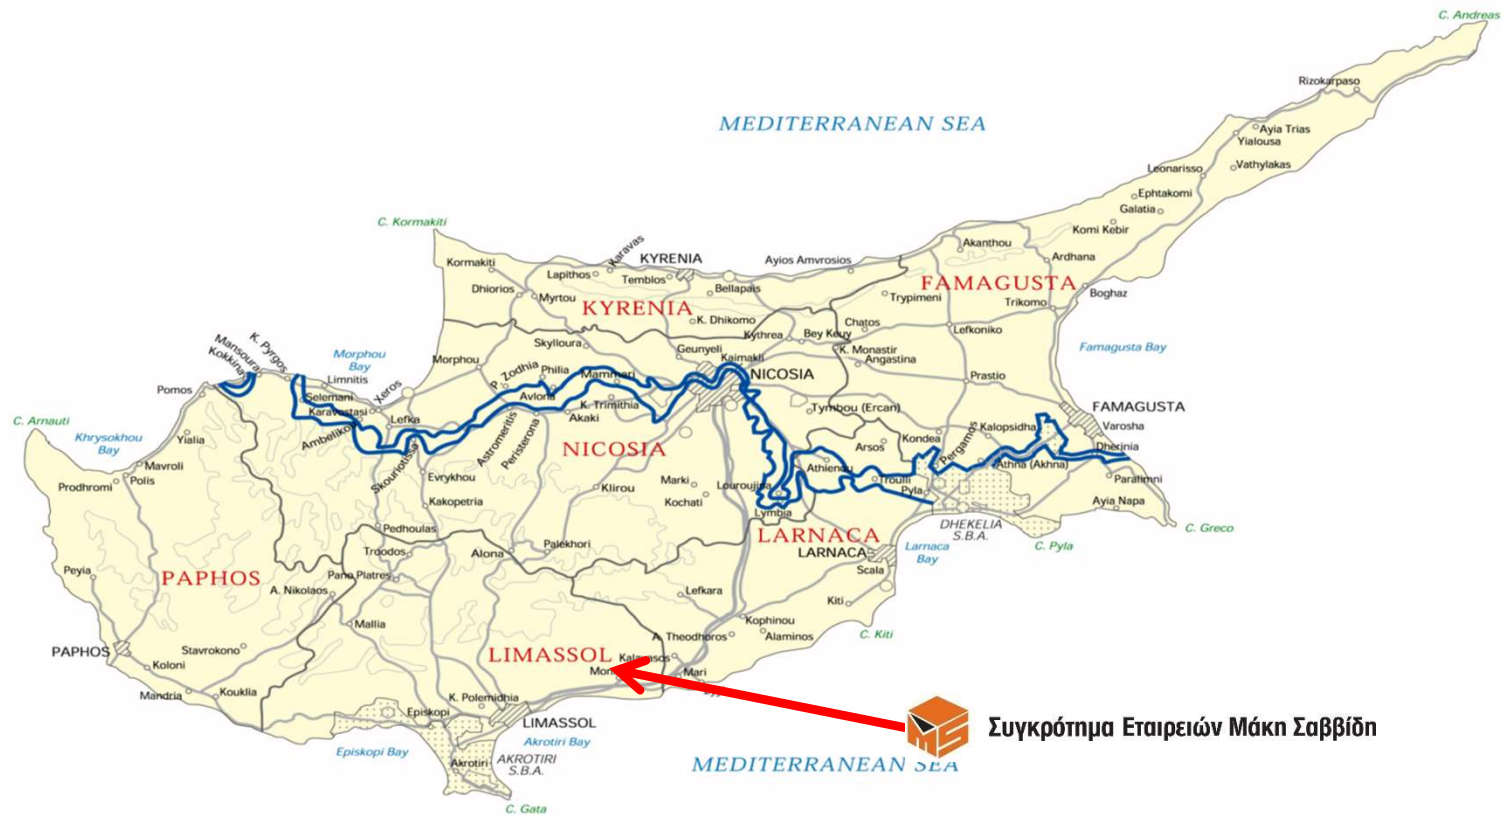 C. Andreas
Rizokarpaso
MEDITERRANEAN SEA
Ayia Trias
Yialousa
Vathylakas
Leonarisso
Ephtakomi
Galatia
Komi Kebir
C. Kormakiti
Karavas
KYRENIA
Ayios Amvrosios
Akanthou
Ardhana
Kormakiti
Lapithos
Temblos
Bellapais
FAMAGUSTA
Boghaz
Dhiorios
Myrtou
KYRENIA
Trypimeni
Trikomo
K. Dhikomo
Chatos
Lefkoniko
Kythrea
Bey Keuy
Skylloura
Geunyeli
Kaimakli
K. Monastir
Angastina
Famagusta Bay
Mansoura
Kokkina
K. Pyrgos
Morphou
Bay
Morphou
P. Zodhia
Philia
Mammari
NICOSIA
Prastio
Pomos
Limnitis
Xeros
Selemani
Karavostasi
Lefka
Avlona
K. Trimithia
Akaki
Tymbou (Ercan)
FAMAGUSTA
Varosha
C. Arnauti
Khrysokhou
Bay
Yialia
Ambelikou
Skouriotissa
Astromeritis
Peristerona
NICOSIA
Arsos
Kondea
Pergamos
Kalopsidha
Dherinia
Mavroli
Polis
Prodhromi
Evrykhou
Klirou
Marki
Kochati
Louroujina
Athienou
Troulli
Pyla
Athna (Akhna)
Paralimni
Ayia Napa
Kakopetria
Lymbia
DHEKELIA
S.B.A.
C. Greco
C. Pyla
Pedhoulas
LARNACA
LARNACA
Larnaca
Bay
Troodos
Alona
Palekhori
Scala
Peyia
PAPHOS
Pano Platres
A. Nikolaos
Lefkara
Kiti
Mallia
Kophinou
C. Kiti
A. Theodhoros
Alaminos
PAPHOS
Stavrokono
LIMASSOL
Koloni
Mari
Mandria
Kouklia
K. Polemidhia
Episkopi
LIMASSOL
Συγκρότημα Εταιρειών Μάκη Σαββίδη
MS
Episkopi Bay
Akrotiri Bay
Akrotiri
AKROTIRI
S.B.A.
MEDITERRANEAN SEA
C. Gata